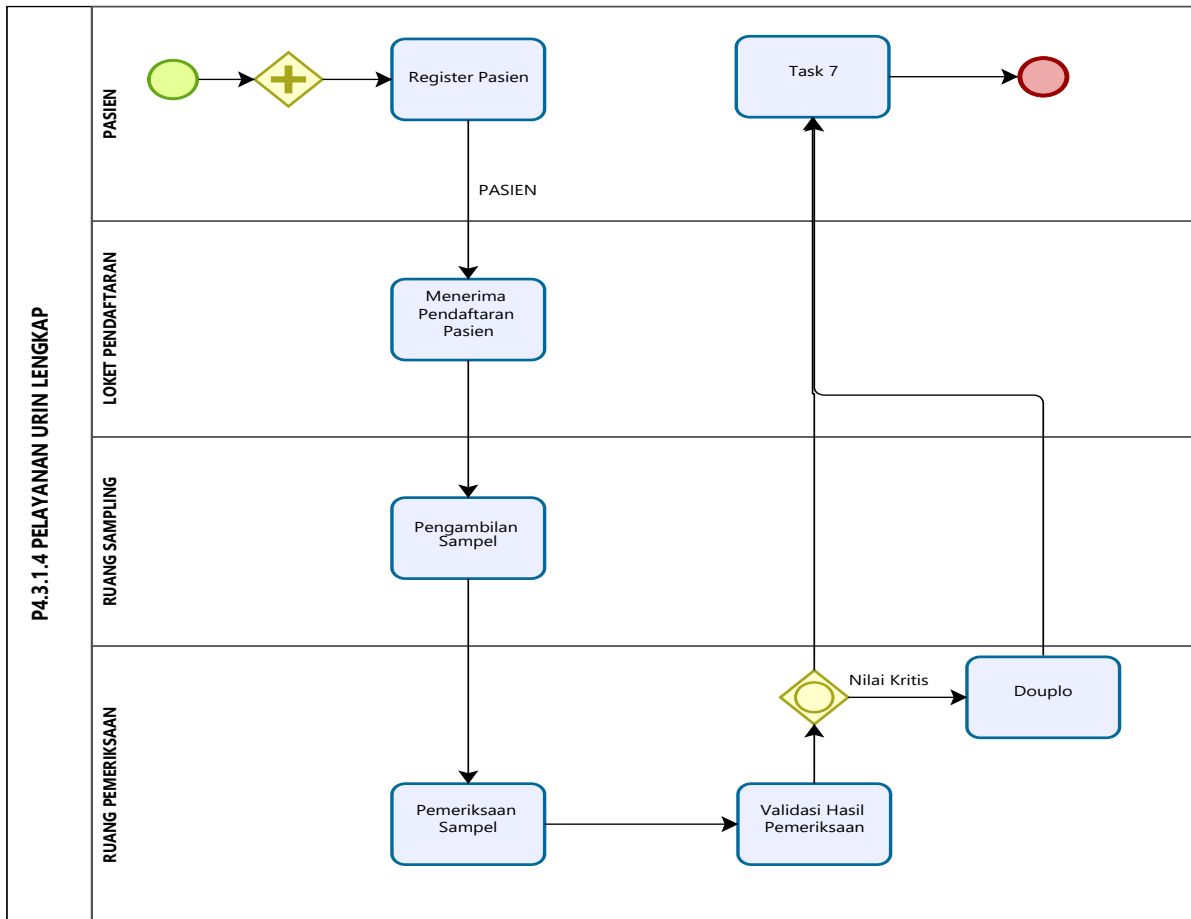 P4.3.1.4 PELAYANAN URIN LENGKAP
PASIEN
Register Pasien
Task 7
PASIEN
LOKET PENDAFTARAN
Menerima
Pendaftaran
Pasien
RUANG SAMPLING
Pengambilan
Sampel
RUANG PEMERIKSAAN
Nilai Kritis
Douplo
Pemeriksaan
Sampel
Validasi Hasil
Pemeriksaan